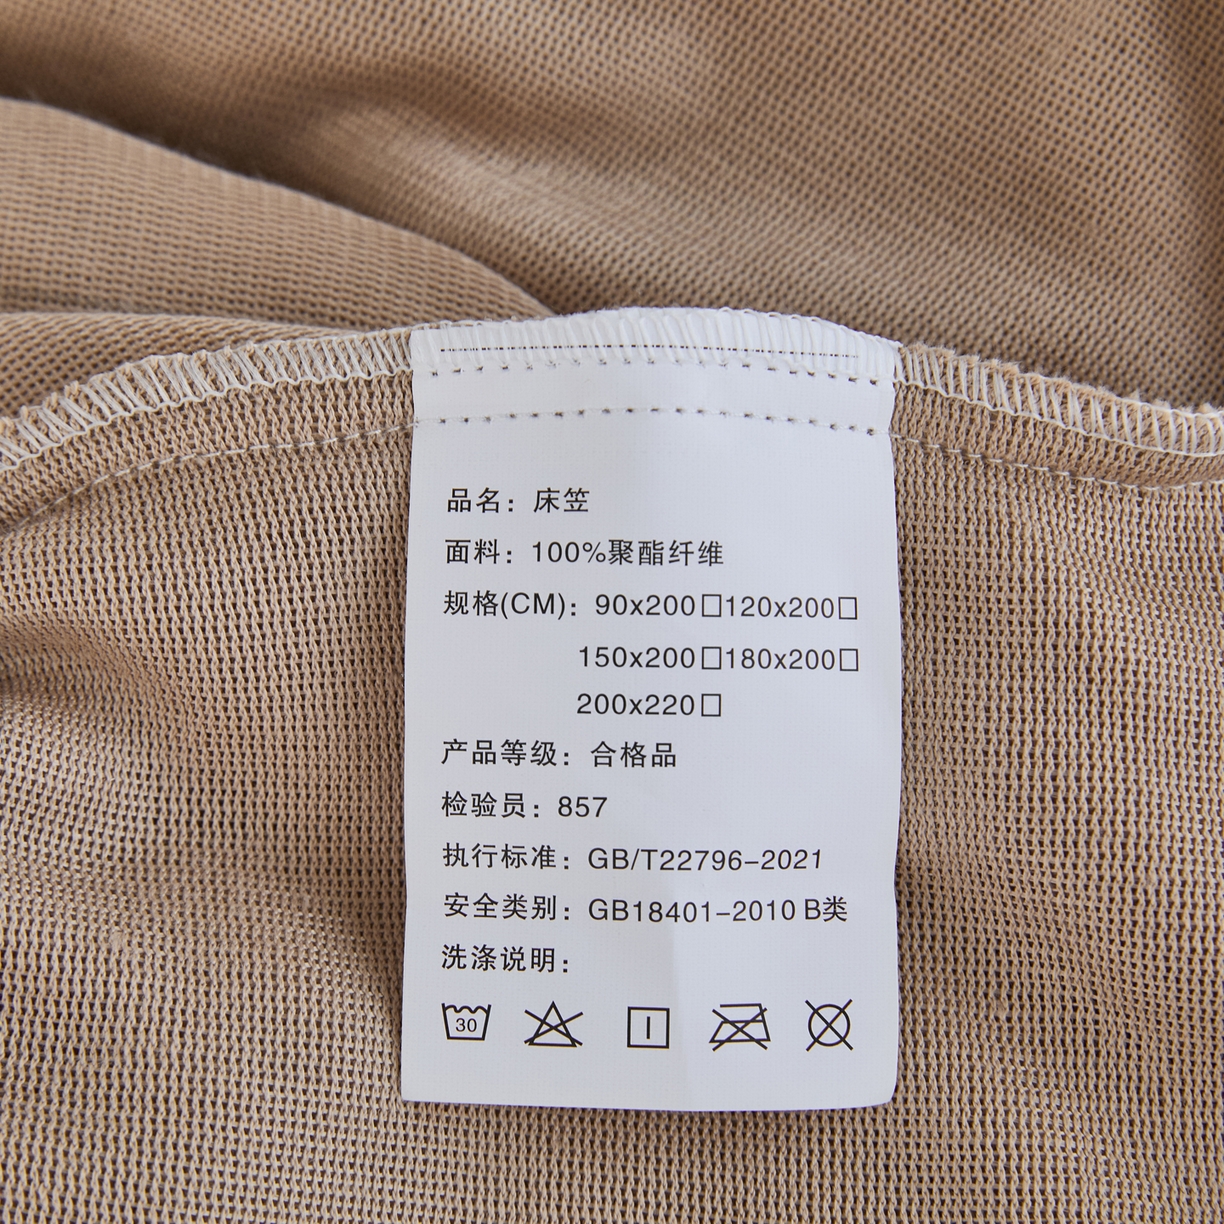 品名：床笠
面料：100%聚酯纤维
规格(CM)：90x200□120x200□
150x200□180x200□
200x220□
产品等级：合格品
检验员：857
执行标准：GB/T22796-2021
安全类别：GB18401-2010 B类
洗涤说明：
30